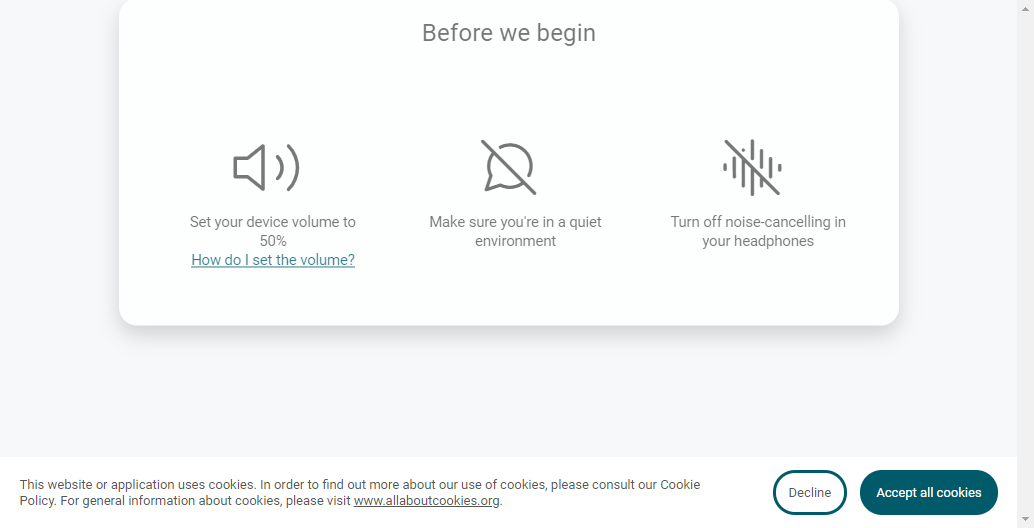 Before we begin
Set your device volume to
50%
How do I set the volume?
Make sure you're in a quiet
environment
Turn off noise-cancelling in
your headphones
This website or application uses cookies. In order to find out more about our use of cookies, please consult our Cookie
Policy. For general information about cookies, please visit www.allaboutcookies.org.
Decline
Accept all cookies